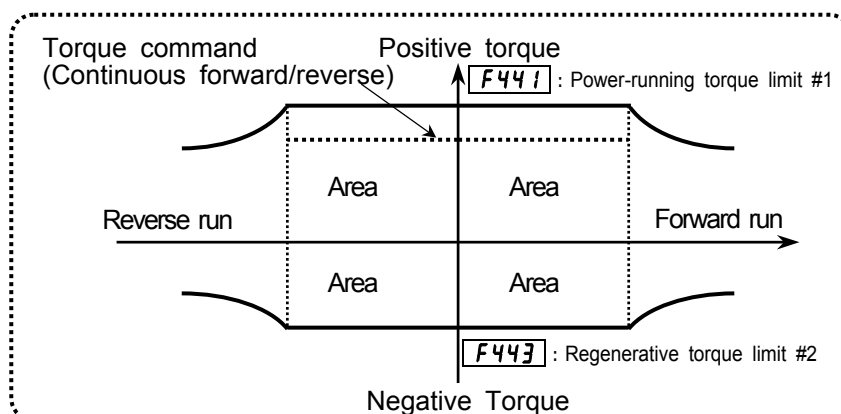 Torque command
(Continuous forward/reverse)
Positive torque
F441 : Power-running torque limit #1
Area
Area
Reverse run
Forward run
Area
Area
F443 : Regenerative torque limit #2
Negative Torque